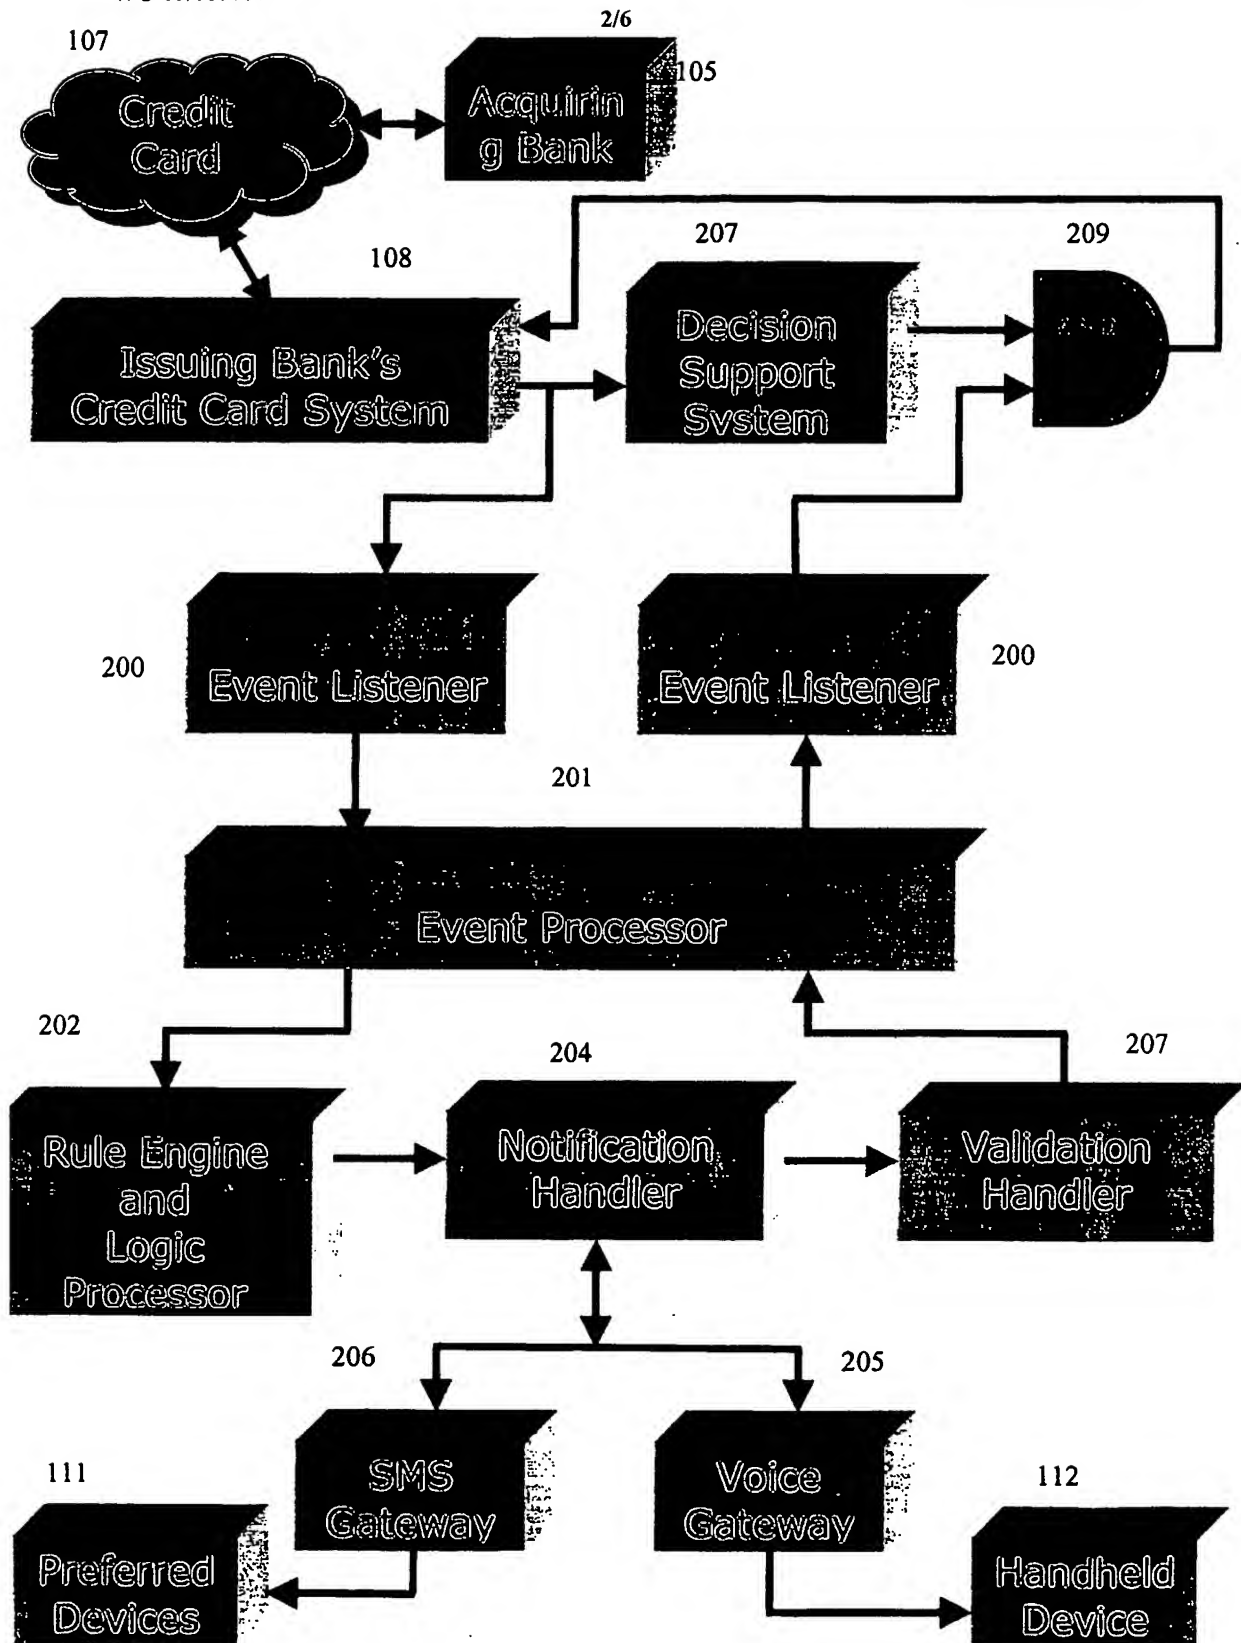 2/6
107
105
Credit
Card
Acquirin
g Bank
108
207
209
Issuing Bank's
Credit Card System
Decision
Support
System
AND
200
Event Listener
Event Listener
200
201
Event Processor
202
204
207
Rule Engine
and
Logic
Processor
Notification
Handler
Validation
Handler
206
205
111
SMS
Gateway
Voice
Gateway
112
Preferred
Devices
Handheld
Device